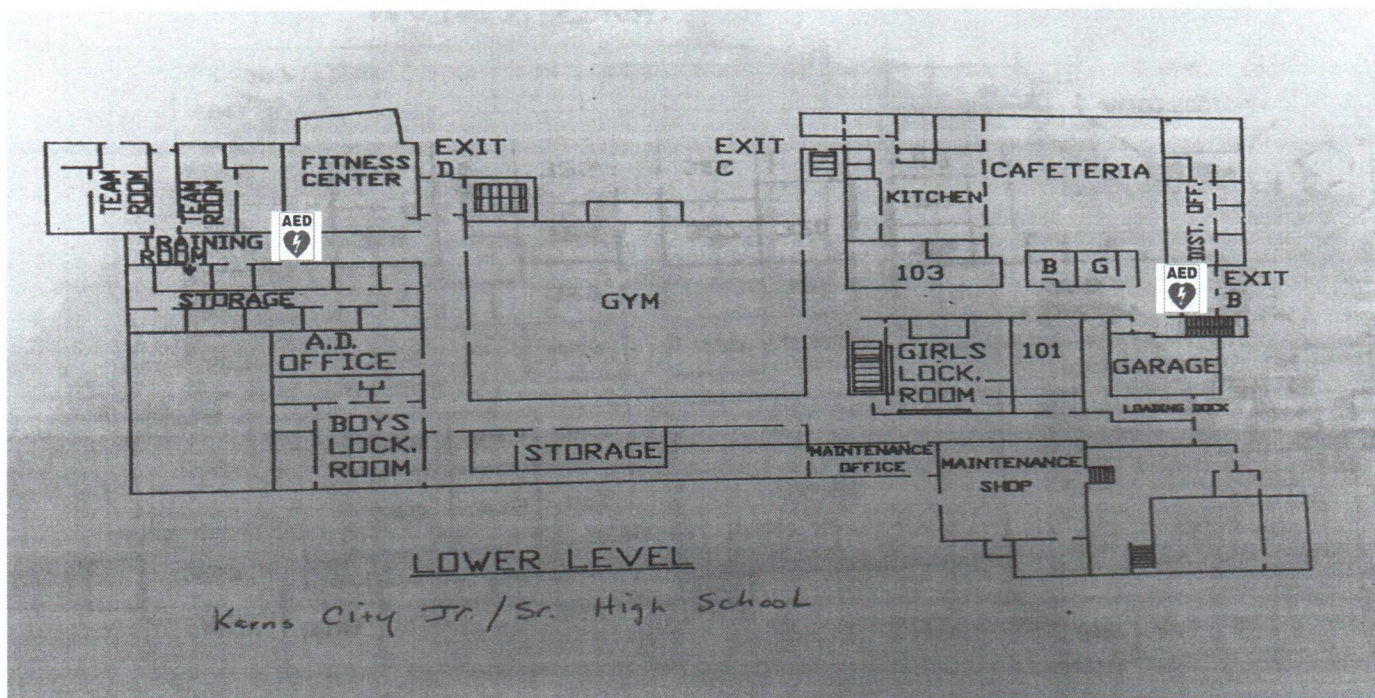 EXIT
D
FITNESS
CENTER
TEAM
ROOM
TEAM
ROOM
AED
TRAINING
ROOM
STORAGE
A.D.
OFFICE
BOYS
LOCK.
ROOM
GYM
STORAGE
EXIT
C
KITCHEN
CAFETERIA
103
B
G
DIST. OFF.
AED
EXIT
B
GIRLS
LOCK.
ROOM
101
GARAGE
LOADING DOCK
MAINTENANCE
OFFICE
MAINTENANCE
SHOP
LOWER LEVEL
Karns City Jr./Sr. High School